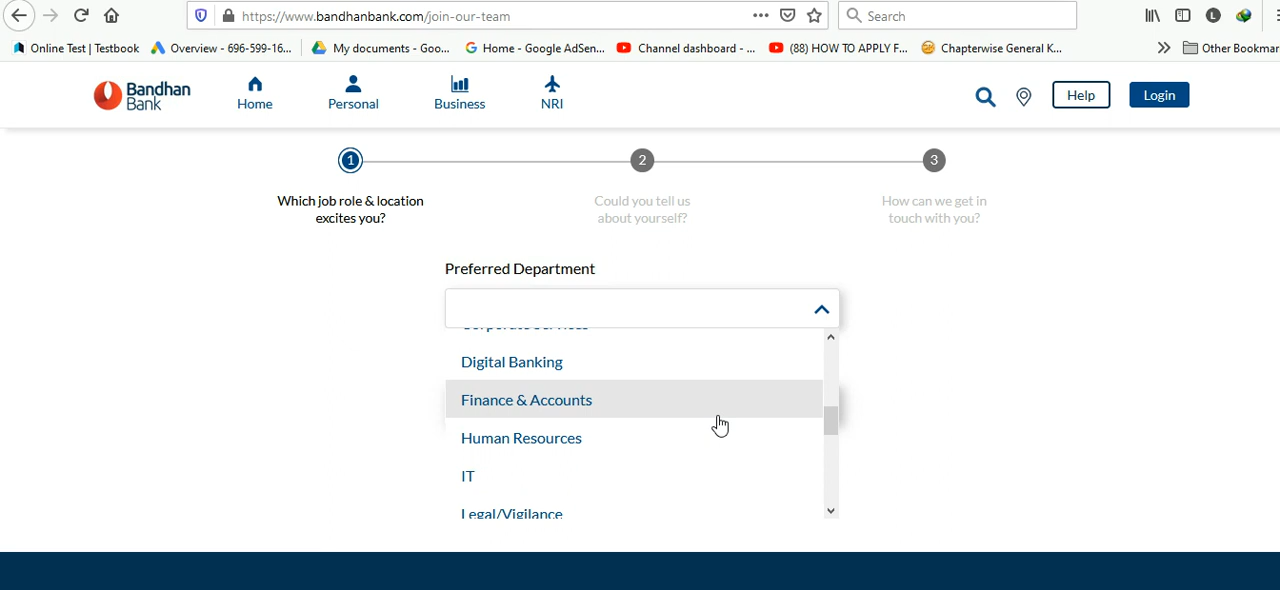 https://www.bandhanbank.com/join-our-team
Search
L
Online Test | Testbook
Overview - 696-599-16...
My documents - Goo...
Home - Google AdSen...
Channel dashboard - ...
(88) HOW TO APPLY F...
Chapterwise General K...
Other Bookmar
Bandhan
Bank
Home
Personal
Business
NRI
Help
Login
1
2
3
Which job role & location
excites you?
Could you tell us
about yourself?
How can we get in
touch with you?
Preferred Department
Corporate Services
Digital Banking
Finance & Accounts
Human Resources
IT
Legal/Vigilance